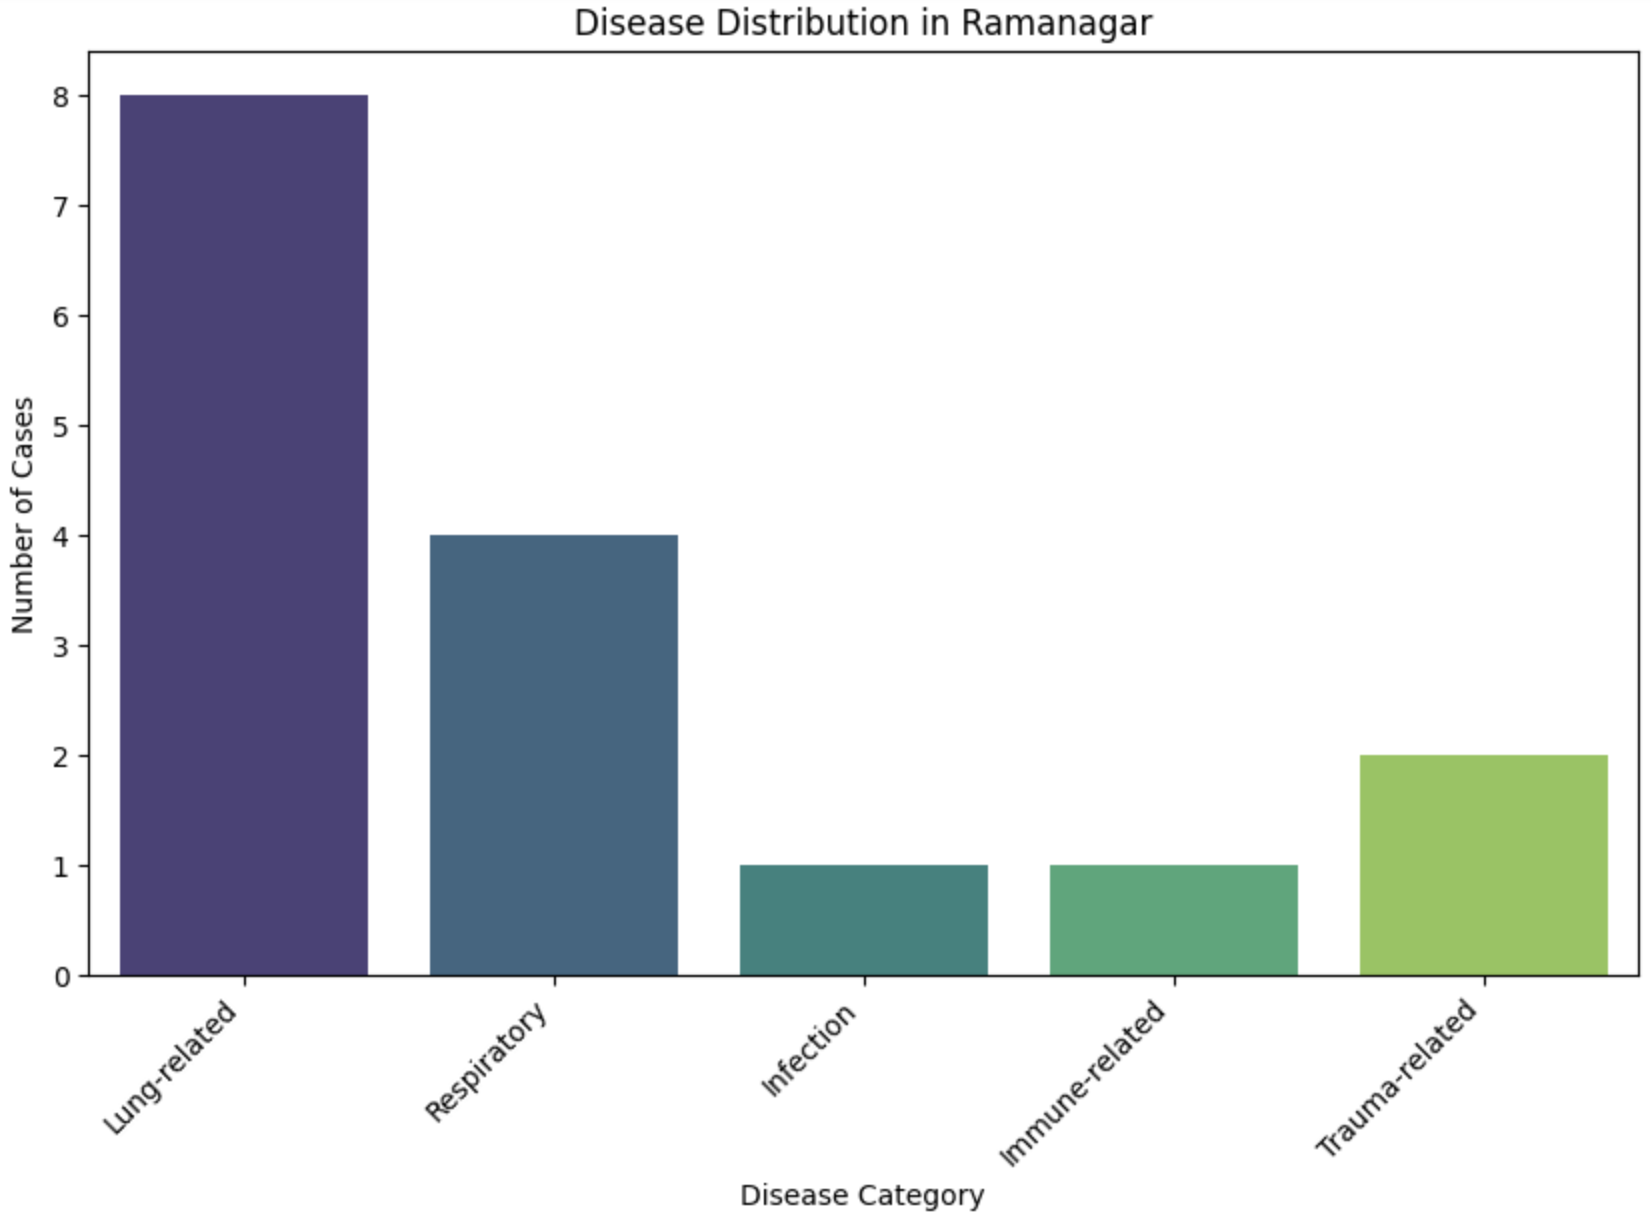 Disease Distribution in Ramanagar
8
7
6
5
4
3
2
1
0
Number of Cases
Lung-related
Respiratory
Infection
Immune-related
Trauma-related
Disease Category